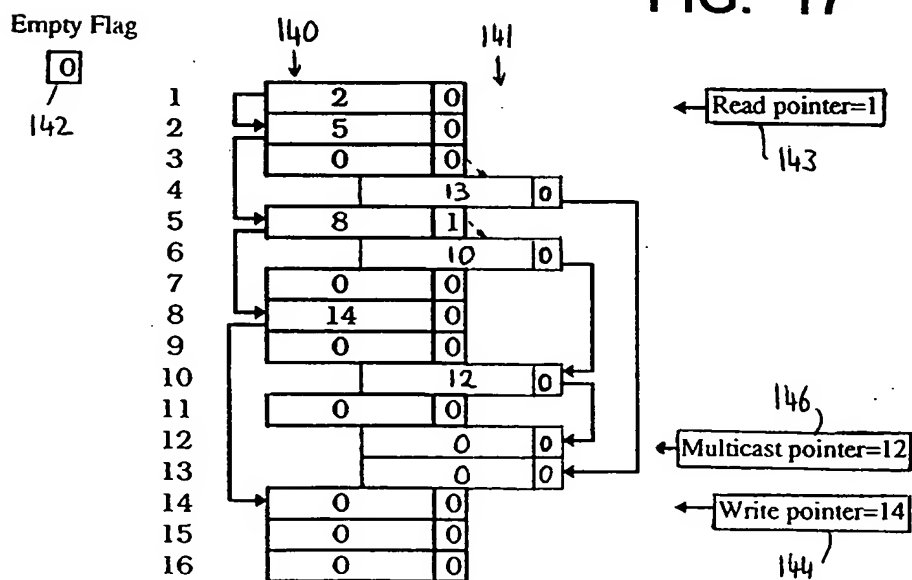 FIG. 17
Empty Flag
0
142
140
141
1 2 0
2 5 0
3 0 0
4 13 0
5 8 1
6 10 0
7 0 0
8 14 0
9 0 0
10 12 0
11 0 0
12 0 0
13 0 0
14 0 0
15 0 0
16 0 0
Read pointer=1
143
146
Multicast pointer=12
Write pointer=14
144